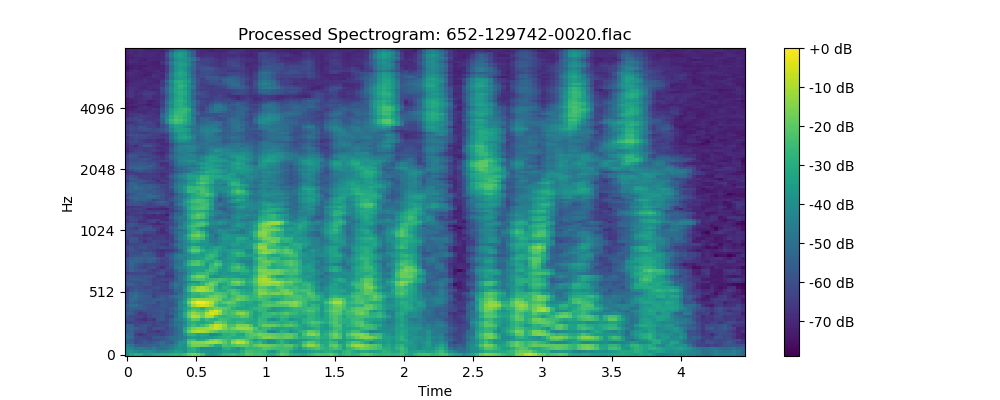 Processed Spectrogram: 652-129742-0020.flac
Hz
4096
2048
1024
512
0
0 0.5 1 1.5 2 2.5 3 3.5 4
Time
+0 dB
-10 dB
-20 dB
-30 dB
-40 dB
-50 dB
-60 dB
-70 dB